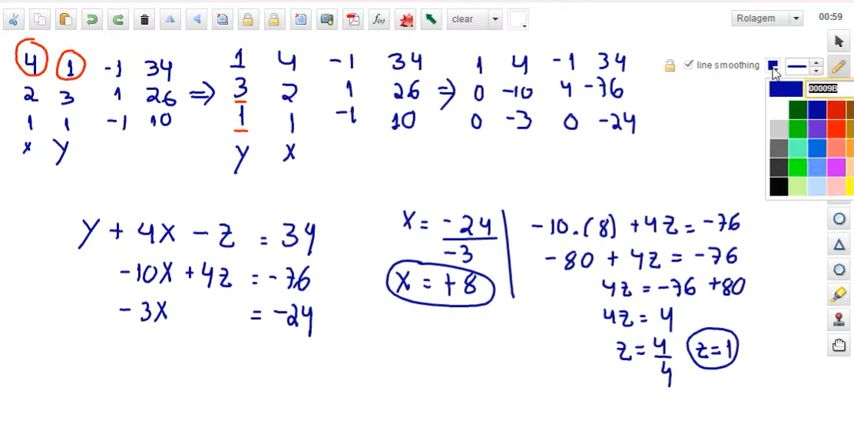 clear Rolagem 00:59
4 1 -1 34 1 4 -1 34 1 4 -1 34 line smoothing
2 3 1 26 ⇒ 3 2 1 26 ⇒ 0 -10 4 -76 00009B
1 1 -1 10 1 1 -1 10 0 -3 0 -24
x y y x
y + 4x - z = 34
-10x + 4z = -76
-3x = -24
x = -24
-3
x = +8
-10.(8) + 4z = -76
-80 + 4z = -76
4z = -76 +80
4z = 4
z = 4 z=1
4